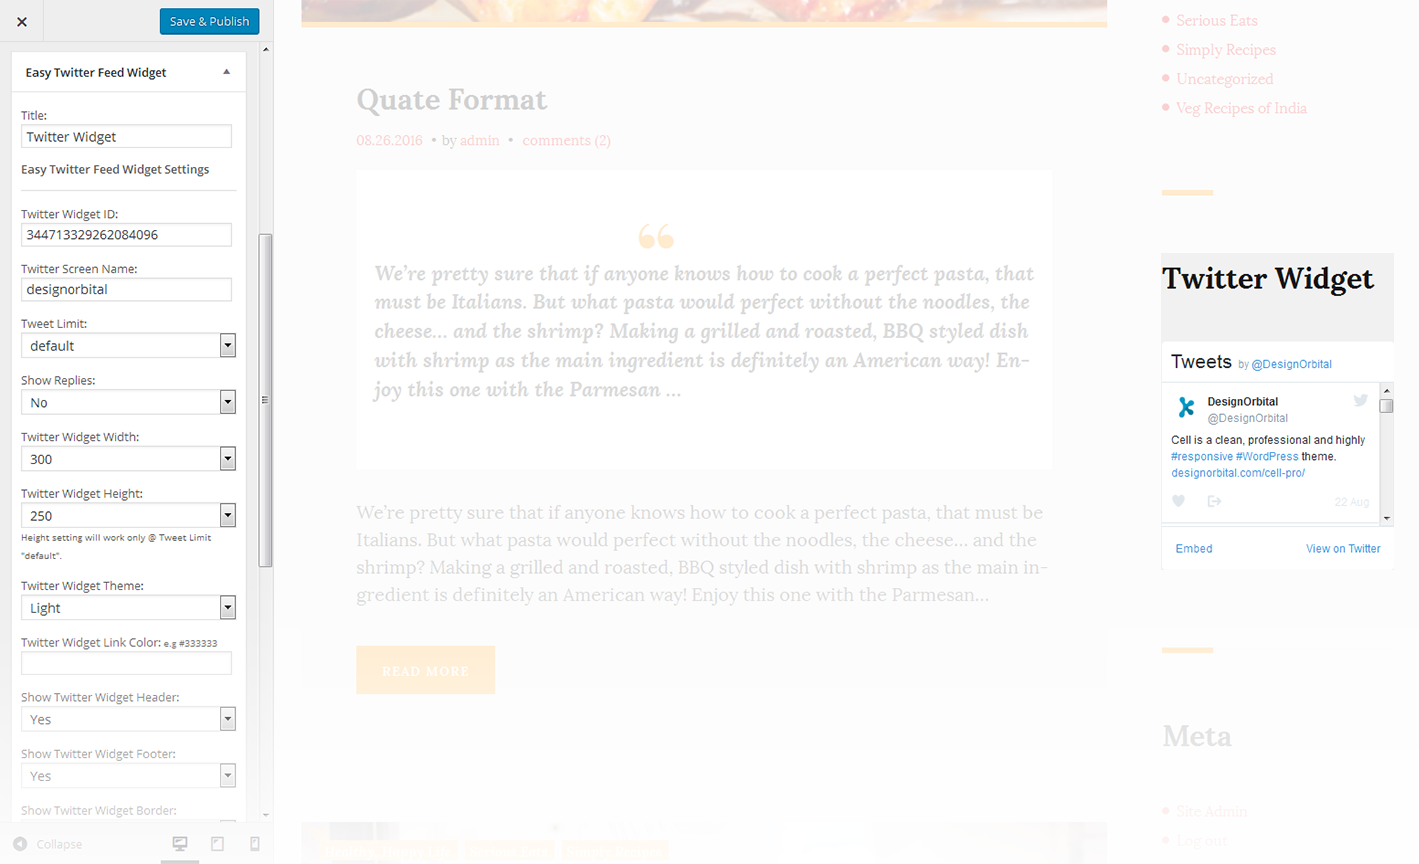 Save & Publish
Easy Twitter Feed Widget
Title:
Twitter Widget
Easy Twitter Feed Widget Settings
Twitter Widget ID:
344713329262084096
Twitter Screen Name:
designorbital
Tweet Limit:
default
Show Replies:
No
Twitter Widget Width:
300
Twitter Widget Height:
250
Height setting will work only @ Tweet Limit
"default".
Twitter Widget Theme:
Light
Twitter Widget Link Color: e.g #333333
Show Twitter Widget Header:
Yes
Show Twitter Widget Footer:
Yes
Show Twitter Widget Border:
Collapse
Quate Format
08.26.2016 • by admin • comments (2)
❝
We’re pretty sure that if anyone knows how to cook a perfect pasta, that
must be Italians. But what pasta would perfect without the noodles, the
cheese… and the shrimp? Making a grilled and roasted, BBQ styled dish
with shrimp as the main ingredient is definitely an American way! En-
joy this one with the Parmesan …
We’re pretty sure that if anyone knows how to cook a perfect pasta, that must be
Italians. But what pasta would perfect without the noodles, the cheese… and the
shrimp? Making a grilled and roasted, BBQ styled dish with shrimp as the main in-
gredient is definitely an American way! Enjoy this one with the Parmesan…
READ MORE
Serious Eats
Simply Recipes
Uncategorized
Veg Recipes of India
Twitter Widget
Tweets by @DesignOrbital
DesignOrbital
@DesignOrbital
Cell is a clean, professional and highly
#responsive #WordPress theme.
designorbital.com/cell-pro/
22 Aug
Embed View on Twitter
Meta
Site Admin
Log out